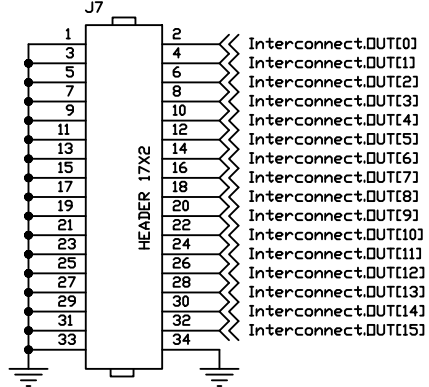 J7
1 2 Interconnect.OUT[0]
3 4 Interconnect.OUT[1]
5 6 Interconnect.OUT[2]
7 8 Interconnect.OUT[3]
9 10 Interconnect.OUT[4]
11 12 Interconnect.OUT[5]
13 14 Interconnect.OUT[6]
15 16 Interconnect.OUT[7]
17 18 Interconnect.OUT[8]
19 20 Interconnect.OUT[9]
21 22 Interconnect.OUT[10]
23 24 Interconnect.OUT[11]
25 26 Interconnect.OUT[12]
27 28 Interconnect.OUT[13]
29 30 Interconnect.OUT[14]
31 32 Interconnect.OUT[15]
33 34
HEADER 17X2